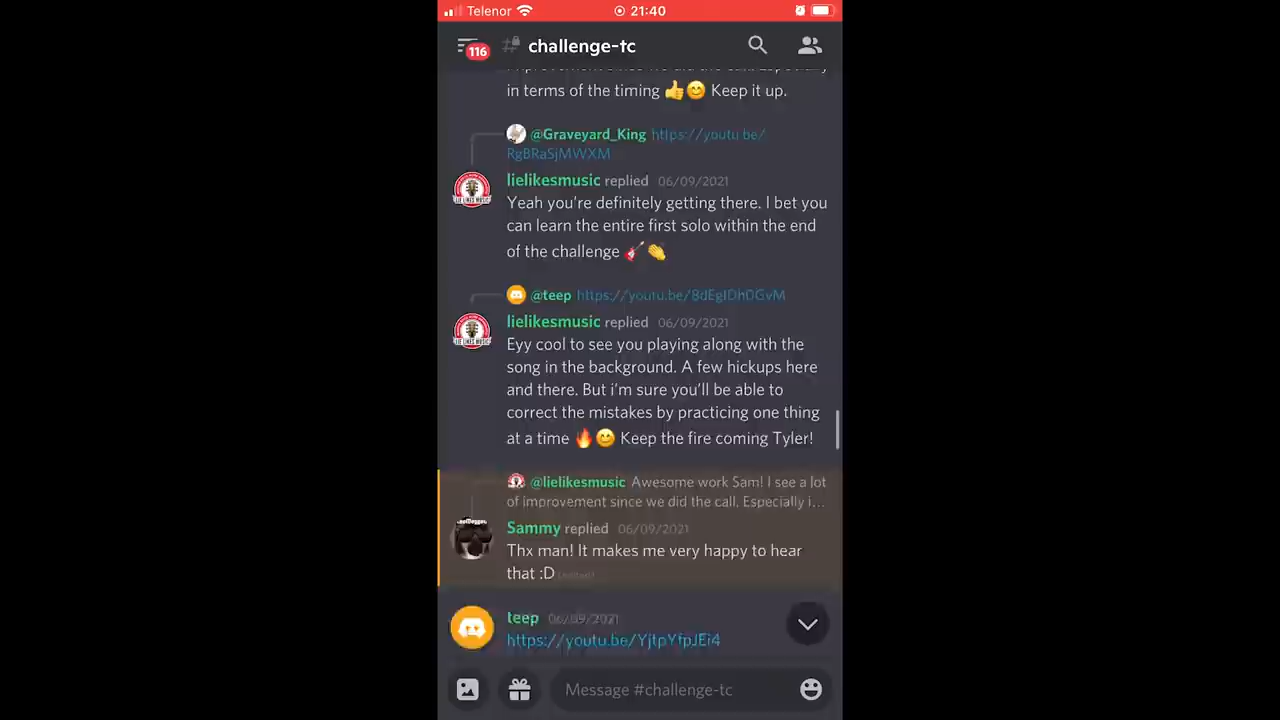 Telenor 21:40
116 challenge-tc
in terms of the timing 👍😊 Keep it up.
@Graveyard_King https://youtu.be/
RgBRaSjMWXM
lielikesmusic replied 06/09/2021
Yeah you're definitely getting there. I bet you
can learn the entire first solo within the end
of the challenge 🎸👏
@teep https://youtu.be/8dEgIDh0GvM
lielikesmusic replied 06/09/2021
Eyy cool to see you playing along with the
song in the background. A few hickups here
and there. But i'm sure you'll be able to
correct the mistakes by practicing one thing
at a time 🔥😊 Keep the fire coming Tyler!
@lielikesmusic Awesome work Sam! I see a lot
of improvement since we did the call. Especially i...
Sammy replied 06/09/2021
Thx man! It makes me very happy to hear
that :D (edited)
teep 06/09/2021
https://youtu.be/YjtpYfpJEi4
Message #challenge-tc